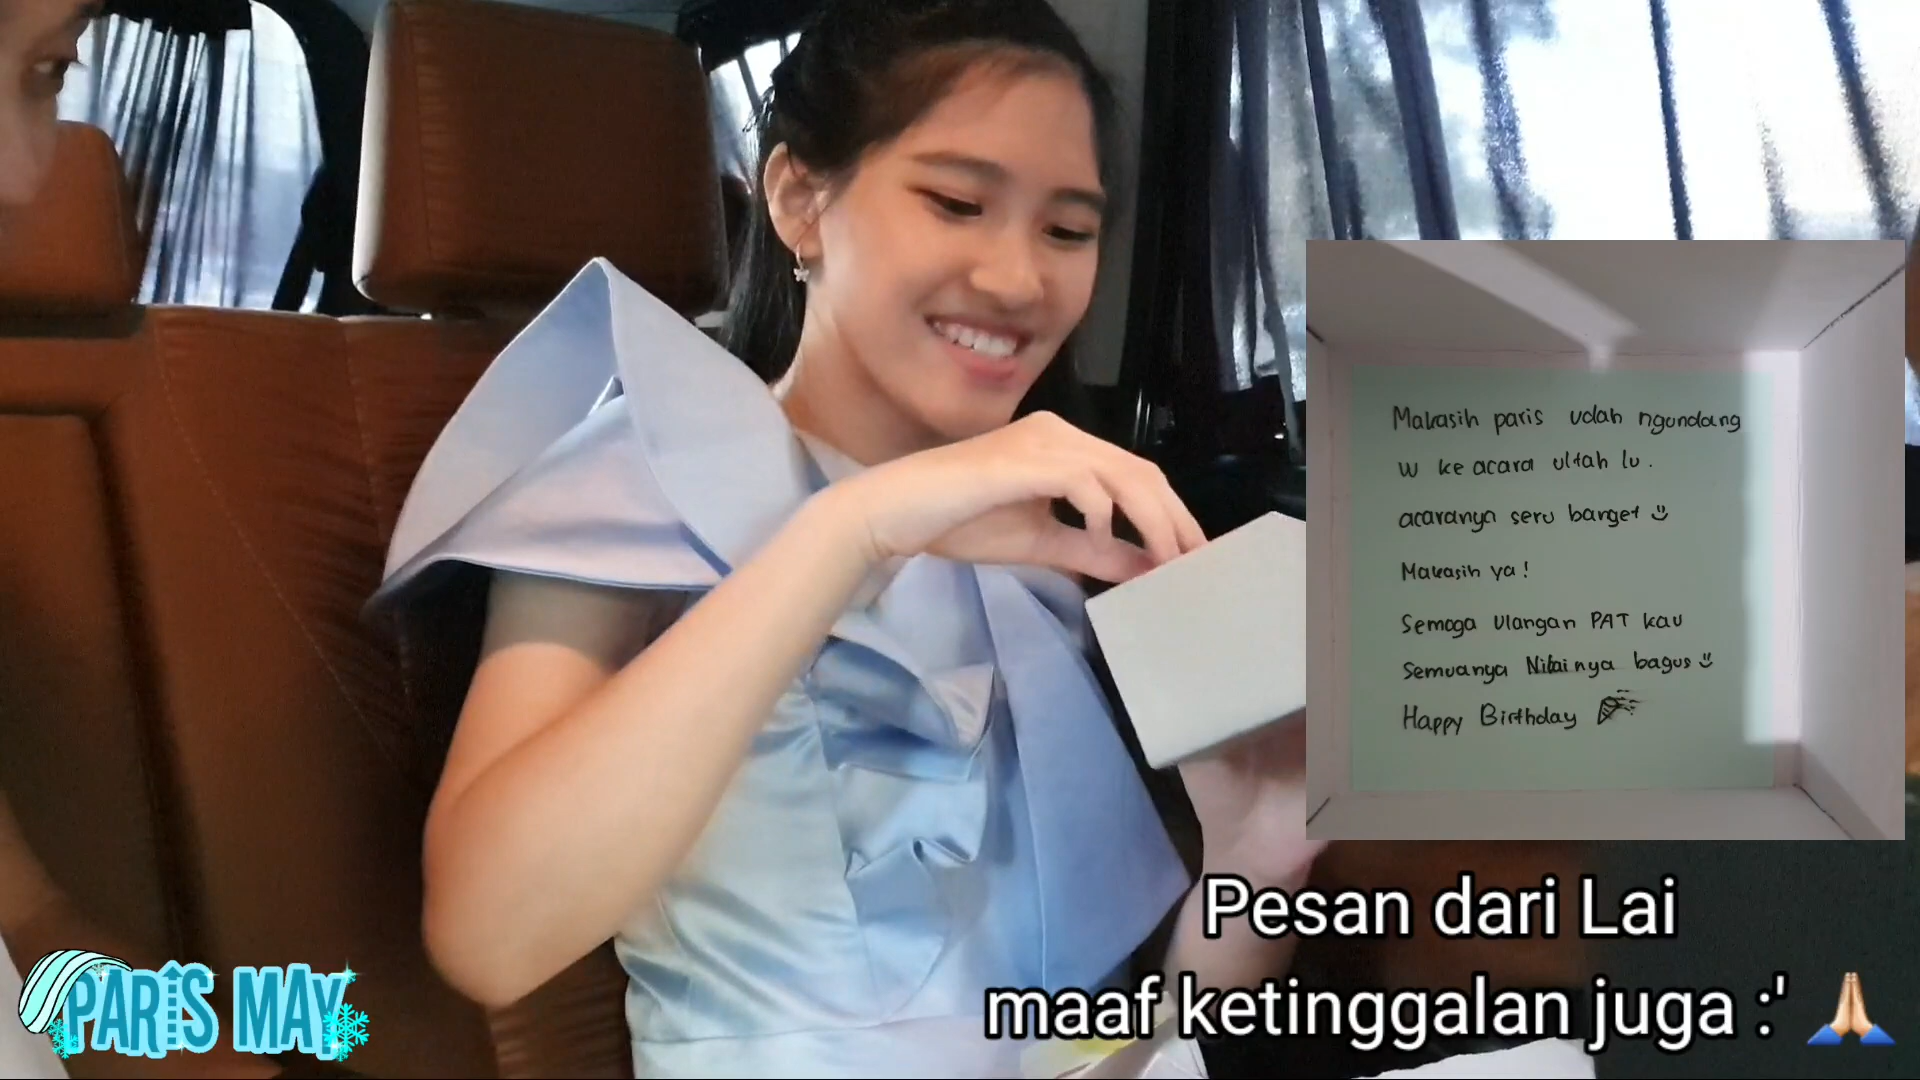 Makasih paris udah ngundang
w ke acara ultah lu.
acaranya seru banget
Makasih ya!
Semoga Ulangan PAT kau
Semuanya Nilainya bagus
Happy Birthday
Pesan dari Lai
maaf ketinggalan juga :' 🙏🏻
PARIS MAY